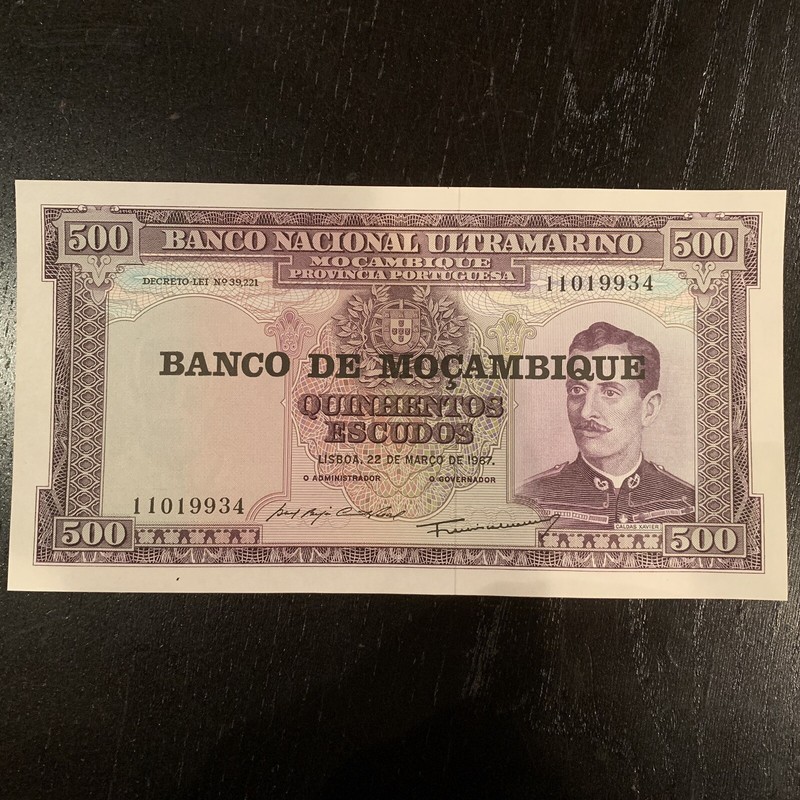 500 BANCO NACIONAL ULTRAMARINO 500
MOÇAMBIQUE
PROVINCIA PORTUGUESA
DECRETO-LEI Nº 39,221
11019934
BANCO DE MOÇAMBIQUE
QUINHENTOS
ESCUDOS
LISBOA, 22 DE MARÇO DE 1967.
O ADMINISTRADOR O GOVERNADOR
11019934
CALDAS XAVIER
500 500